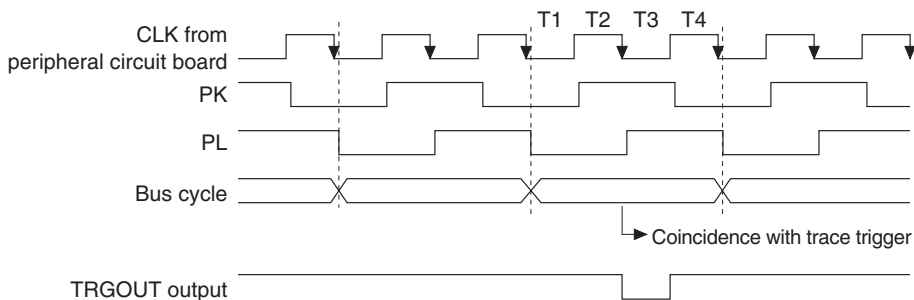 T1 T2 T3 T4
CLK from
peripheral circuit board
PK
PL
Bus cycle
Coincidence with trace trigger
TRGOUT output